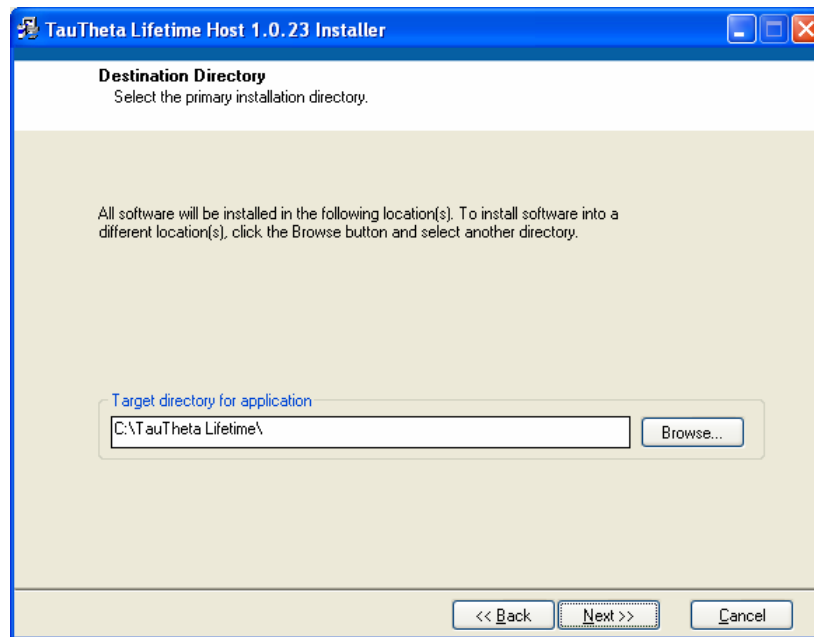 TauTheta Lifetime Host 1.0.23 Installer
Destination Directory
Select the primary installation directory.
All software will be installed in the following location(s). To install software into a
different location(s), click the Browse button and select another directory.
Target directory for application
C:\TauTheta Lifetime\
Browse...
<< Back
Next >>
Cancel